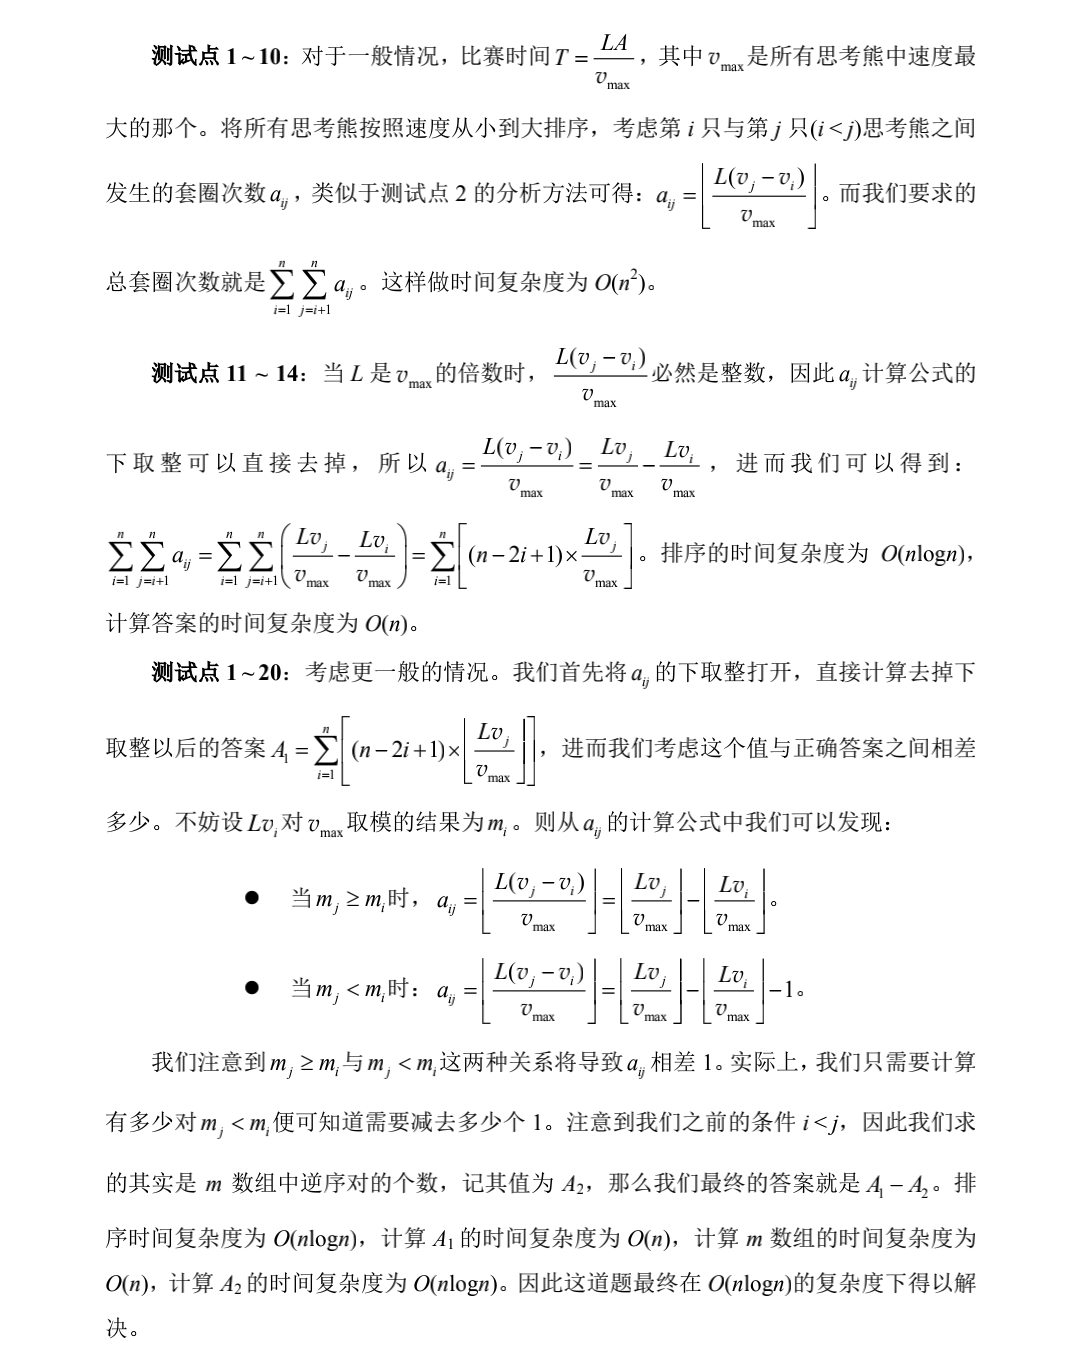 测试点 1 ~ 10：对于一般情况，比赛时间 T = LA / v_max，其中 v_max 是所有思考熊中速度最
大的那个。将所有思考熊按照速度从小到大排序，考虑第 i 只与第 j 只(i < j)思考熊之间
发生的套圈次数 a_ij，类似于测试点 2 的分析方法可得：a_ij = ⌊L(v_j − v_i) / v_max⌋。而我们要求的
总套圈次数就是 ∑_{i=1}^{n} ∑_{j=i+1}^{n} a_ij。这样做时间复杂度为 O(n²)。
测试点 11 ~ 14：当 L 是 v_max 的倍数时，L(v_j − v_i) / v_max 必然是整数，因此 a_ij 计算公式的
下取整可以直接去掉，所以 a_ij = L(v_j − v_i) / v_max = Lv_j / v_max − Lv_i / v_max，进而我们可以得到：
∑_{i=1}^{n} ∑_{j=i+1}^{n} a_ij = ∑_{i=1}^{n} ∑_{j=i+1}^{n} (Lv_j / v_max − Lv_i / v_max) = ∑_{i=1}^{n} [(n − 2i + 1) × Lv_j / v_max]。排序的时间复杂度为 O(nlogn)，
计算答案的时间复杂度为 O(n)。
测试点 1 ~ 20：考虑更一般的情况。我们首先将 a_ij 的下取整打开，直接计算去掉下
取整以后的答案 A₁ = ∑_{i=1}^{n} [(n − 2i + 1) × ⌊Lv_j / v_max⌋]，进而我们考虑这个值与正确答案之间相差
多少。不妨设 Lv_i 对 v_max 取模的结果为 m_i。则从 a_ij 的计算公式中我们可以发现：
● 当 m_j ≥ m_i 时，a_ij = ⌊L(v_j − v_i) / v_max⌋ = ⌊Lv_j / v_max⌋ − ⌊Lv_i / v_max⌋。
● 当 m_j < m_i 时：a_ij = ⌊L(v_j − v_i) / v_max⌋ = ⌊Lv_j / v_max⌋ − ⌊Lv_i / v_max⌋ − 1。
我们注意到 m_j ≥ m_i 与 m_j < m_i 这两种关系将导致 a_ij 相差 1。实际上，我们只需要计算
有多少对 m_j < m_i 便可知道需要减去多少个 1。注意到我们之前的条件 i < j，因此我们求
的其实是 m 数组中逆序对的个数，记其值为 A₂，那么我们最终的答案就是 A₁ − A₂。排
序时间复杂度为 O(nlogn)，计算 A₁ 的时间复杂度为 O(n)，计算 m 数组的时间复杂度为
O(n)，计算 A₂ 的时间复杂度为 O(nlogn)。因此这道题最终在 O(nlogn)的复杂度下得以解
决。